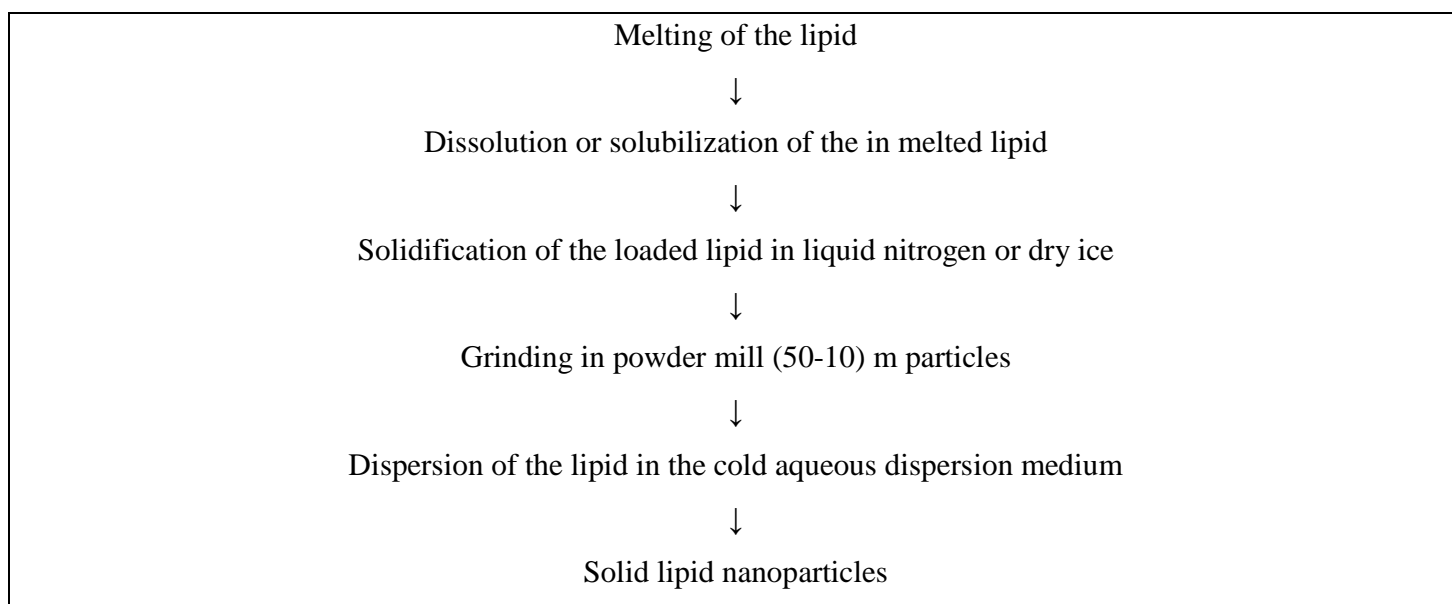 Melting of the lipid
↓
Dissolution or solubilization of the in melted lipid
↓
Solidification of the loaded lipid in liquid nitrogen or dry ice
↓
Grinding in powder mill (50-10) m particles
↓
Dispersion of the lipid in the cold aqueous dispersion medium
↓
Solid lipid nanoparticles